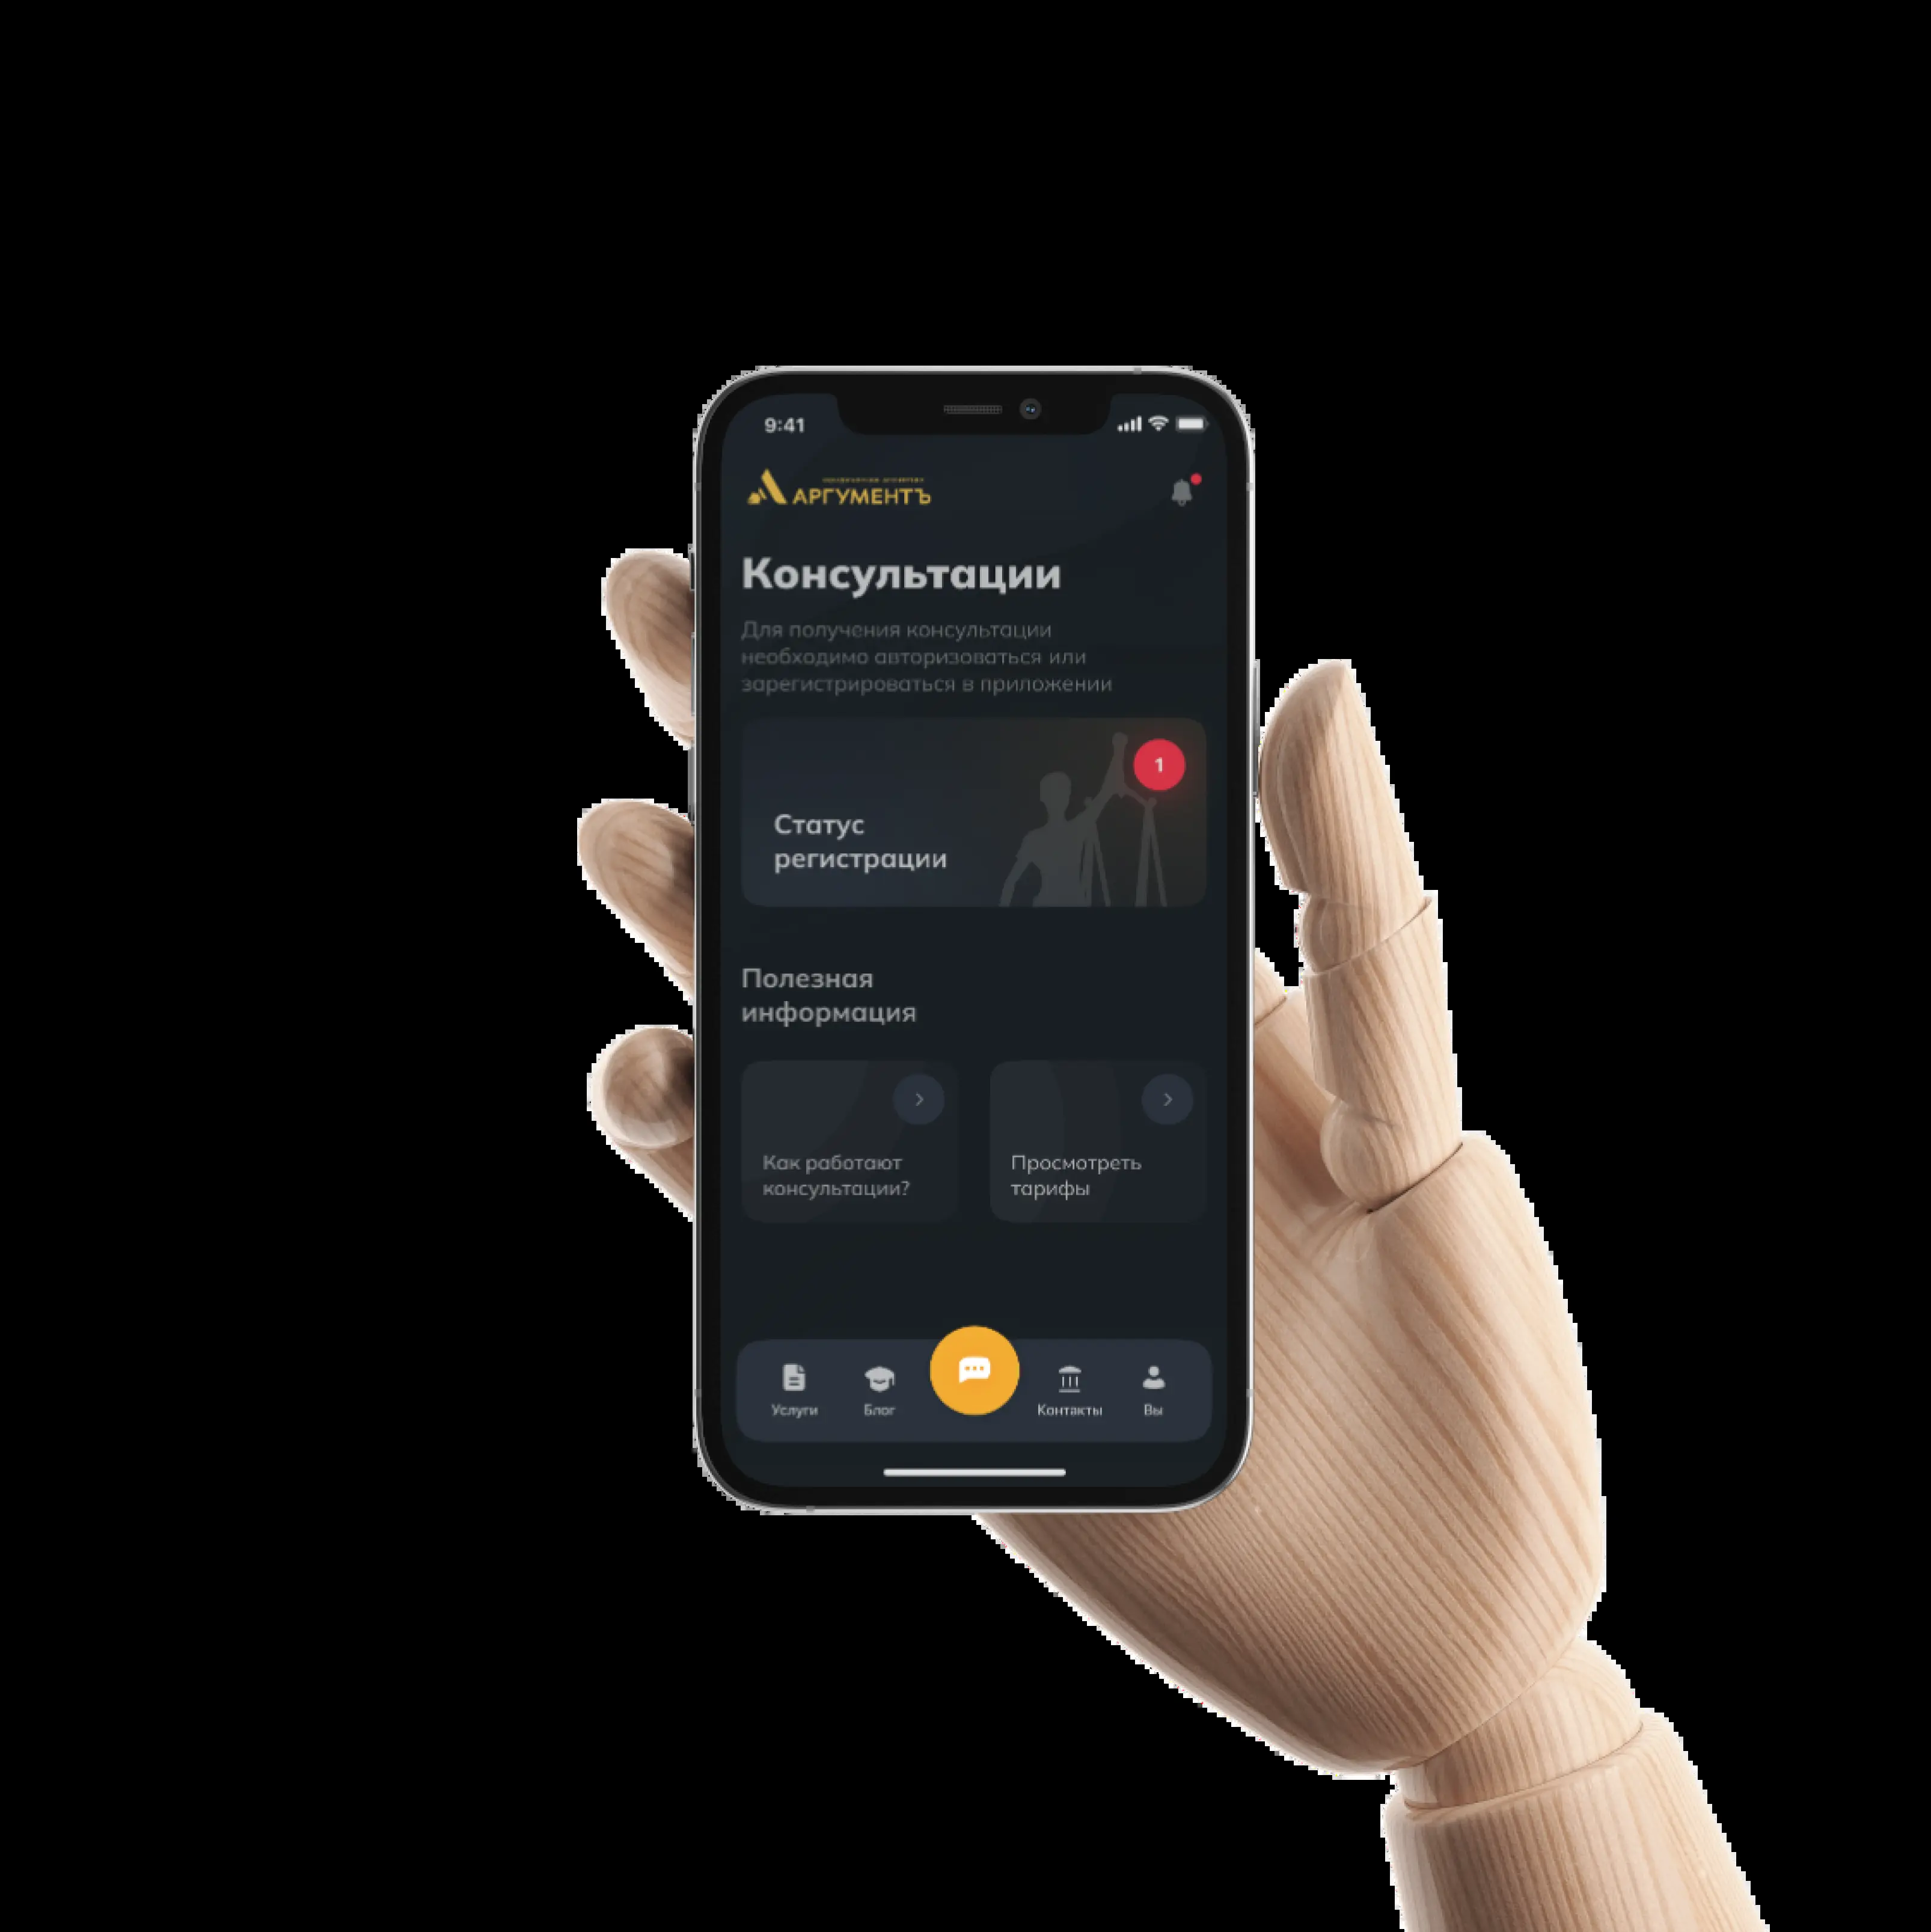 9:41
АРГУМЕНТЪ
Консультации
Для получения консультации
необходимо авторизоваться или
зарегистрироваться в приложении
1
Статус
регистрации
Полезная
информация
Как работают
консультации?
Просмотреть
тарифы
Услуги
Блог
Контакты
Вы